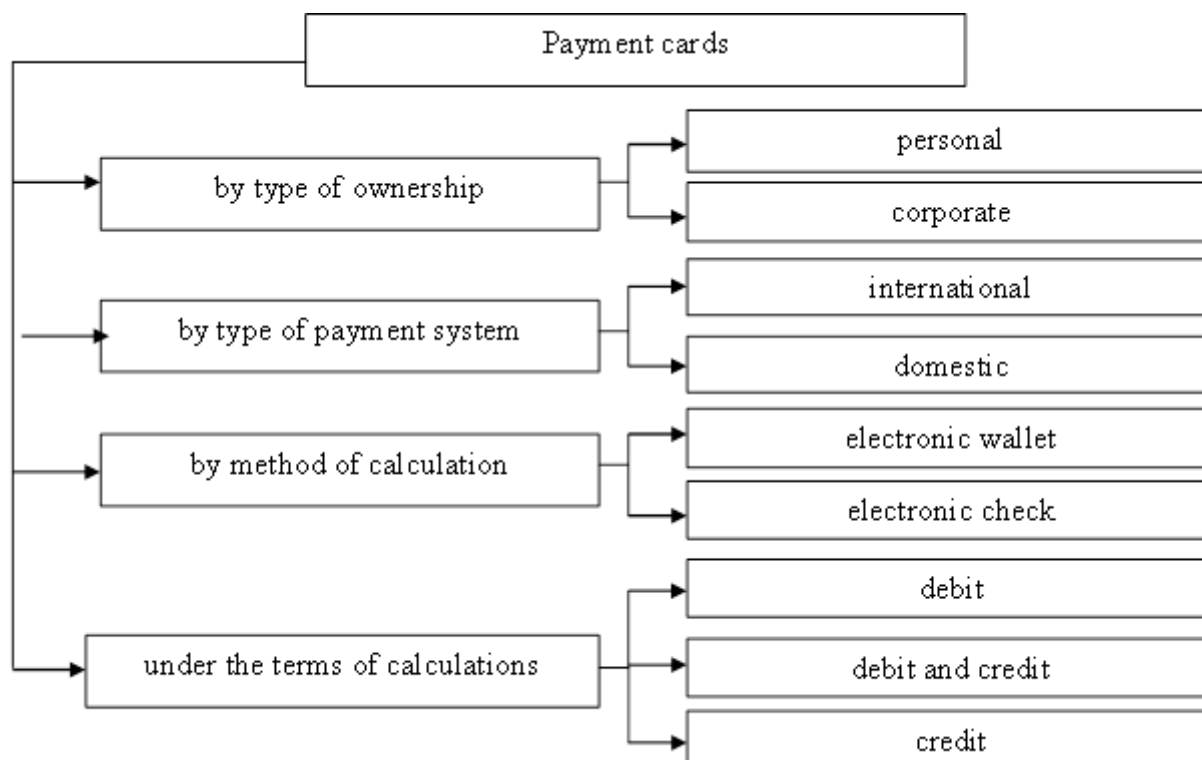 Payment cards
by type of ownership
personal
corporate
by type of payment system
international
domestic
by method of calculation
electronic wallet
electronic check
under the terms of calculations
debit
debit and credit
credit